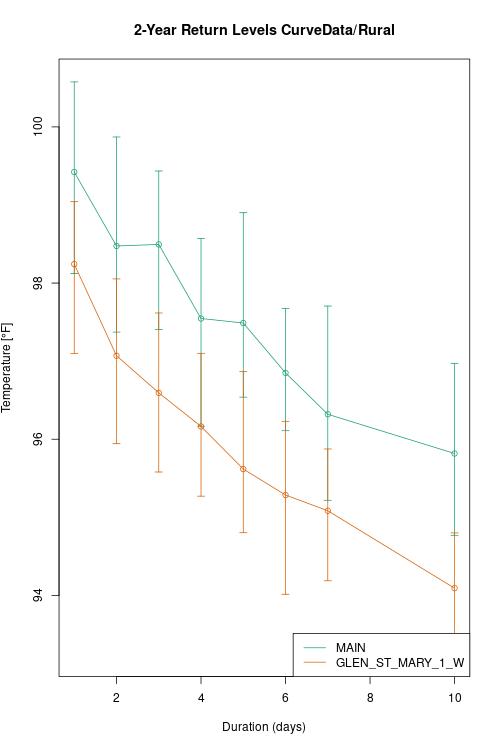 2-Year Return Levels CurveData/Rural
Temperature [°F]
100
98
96
94
2 4 6 8 10
Duration (days)
MAIN
GLEN_ST_MARY_1_W